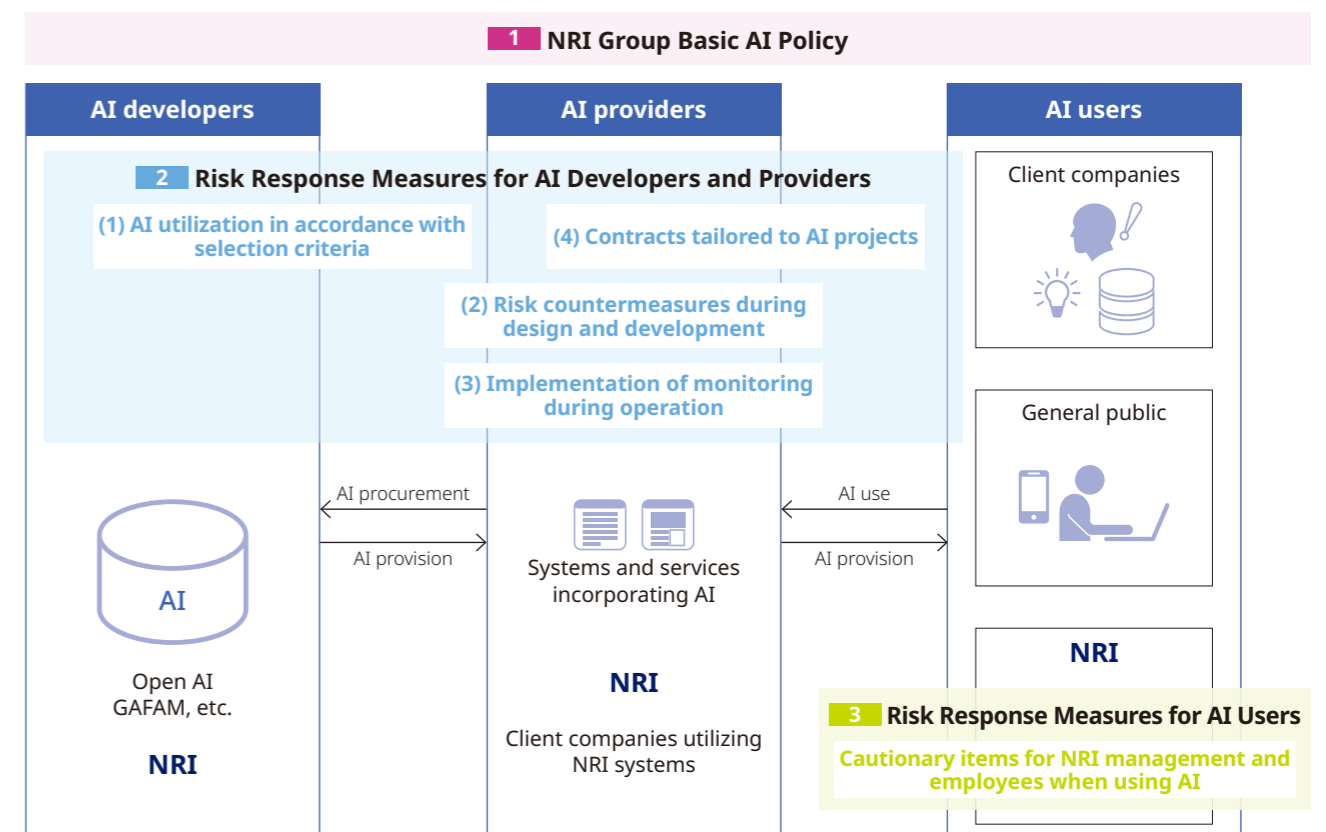 1 NRI Group Basic AI Policy
AI developers
AI providers
AI users
2 Risk Response Measures for AI Developers and Providers
(1) AI utilization in accordance with
selection criteria
(4) Contracts tailored to AI projects
(2) Risk countermeasures during
design and development
(3) Implementation of monitoring
during operation
Client companies
General public
AI procurement
AI provision
AI use
AI provision
AI
Open AI
GAFAM, etc.
NRI
Systems and services
incorporating AI
NRI
Client companies utilizing
NRI systems
NRI
3 Risk Response Measures for AI Users
Cautionary items for NRI management and
employees when using AI